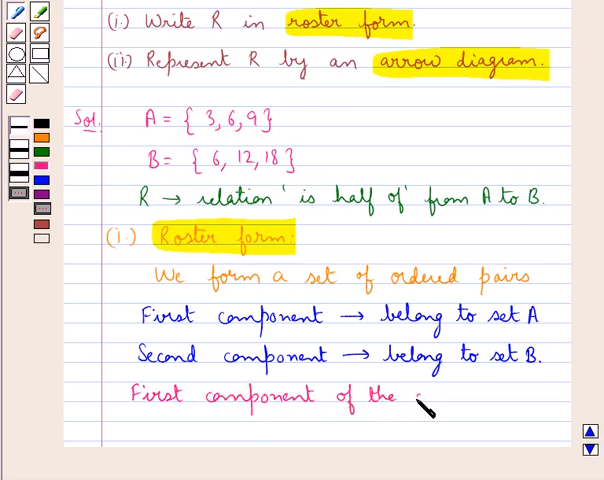 (i.) Write R in roster form.
(ii). Represent R by an arrow diagram.
Sol. A = { 3, 6, 9 }
B = { 6, 12, 18 }
R → relation ' is half of' from A to B.
(i.) Roster form:
We form a set of ordered pairs
First component → belong to set A
Second component → belong to set B.
First component of the